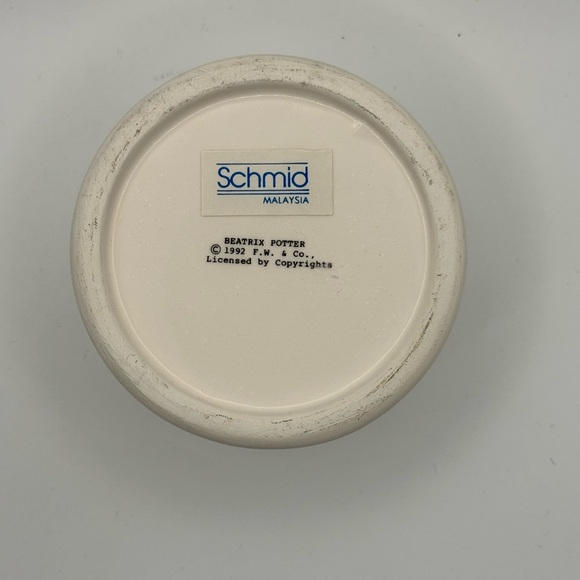 Schmid
MALAYSIA
BEATRIX POTTER
© 1992 F.W. & Co.,
Licensed by Copyrights